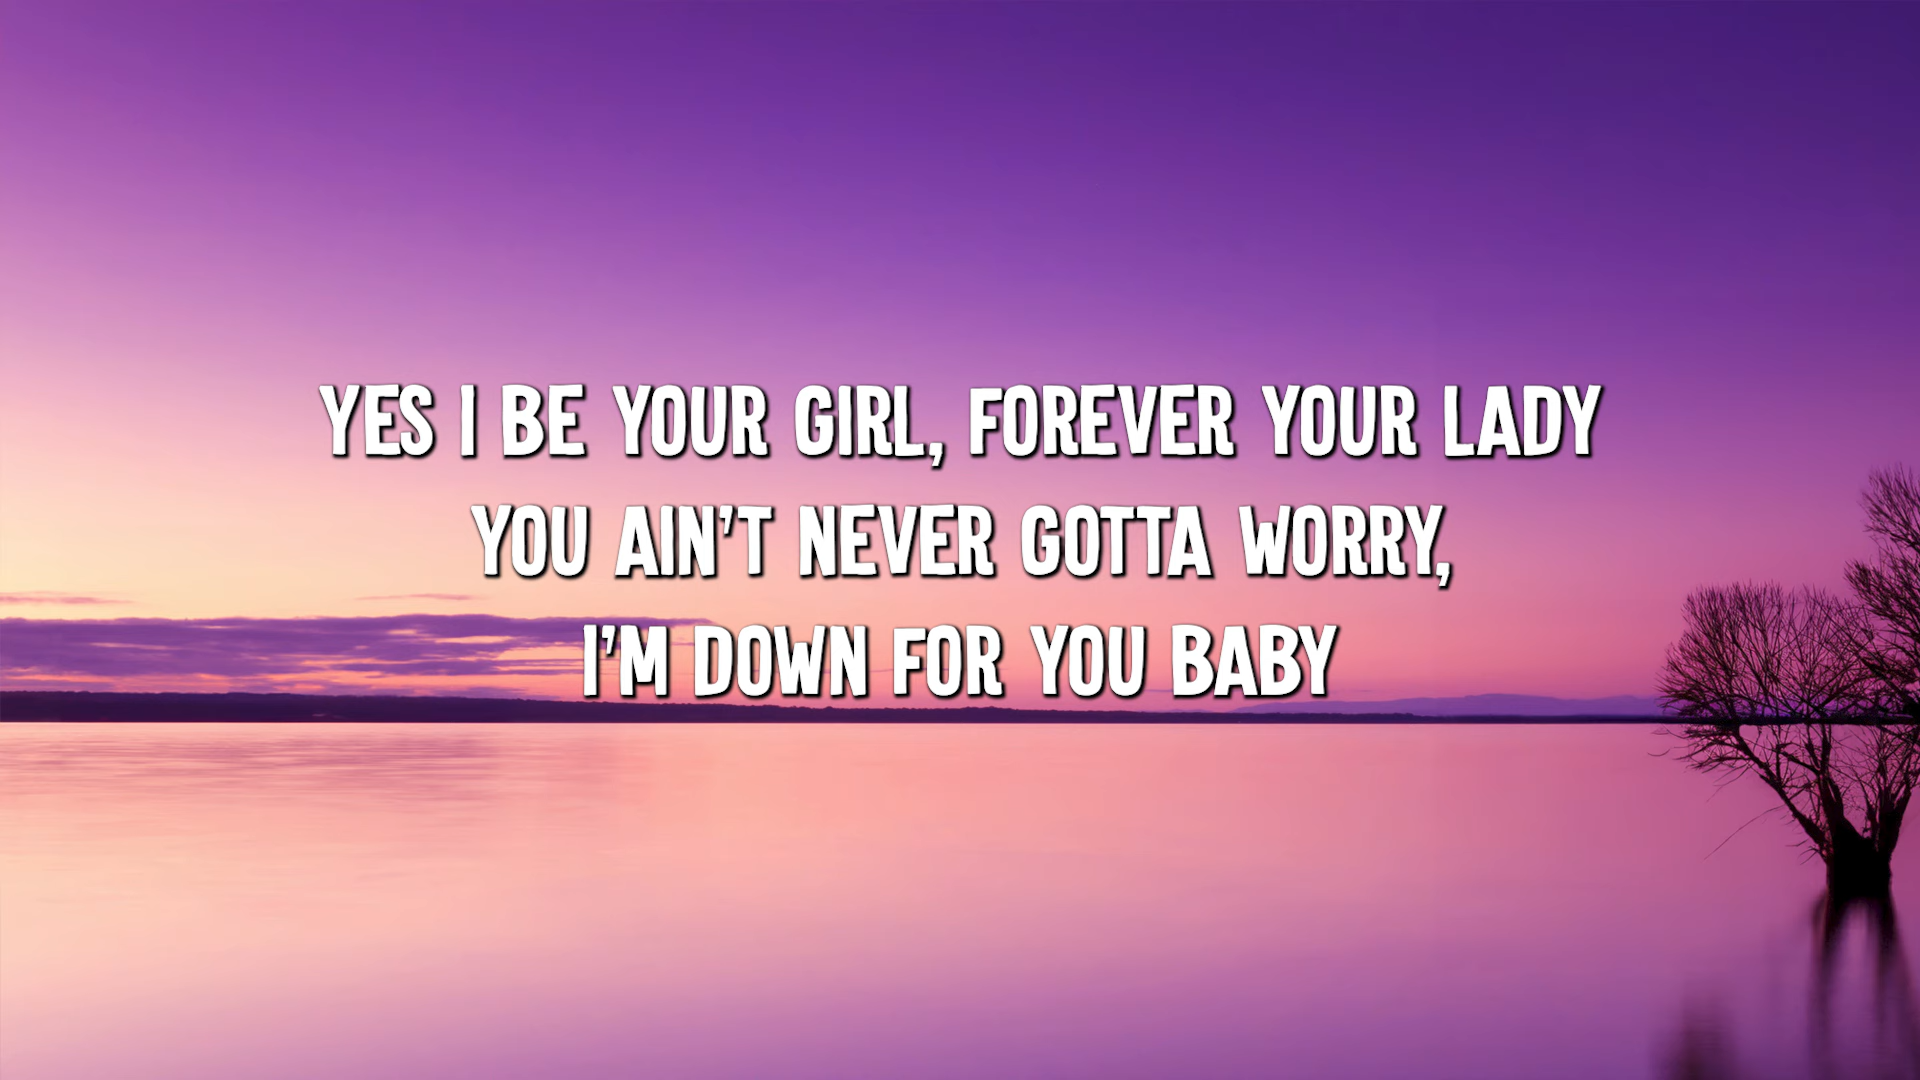 YES I BE YOUR GIRL, FOREVER YOUR LADY
YOU AIN'T NEVER GOTTA WORRY,
I'M DOWN FOR YOU BABY